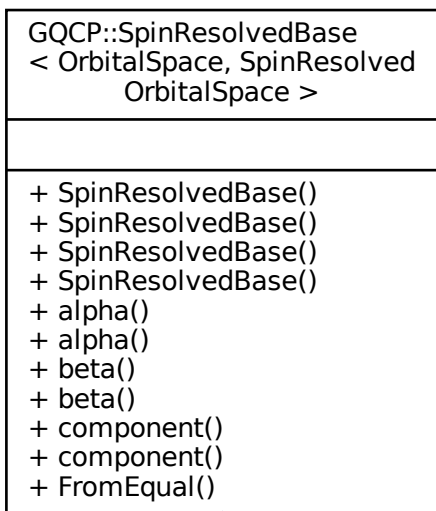 GQCP::SpinResolvedBase
< OrbitalSpace, SpinResolved
OrbitalSpace >
+ SpinResolvedBase()
+ SpinResolvedBase()
+ SpinResolvedBase()
+ SpinResolvedBase()
+ alpha()
+ alpha()
+ beta()
+ beta()
+ component()
+ component()
+ FromEqual()